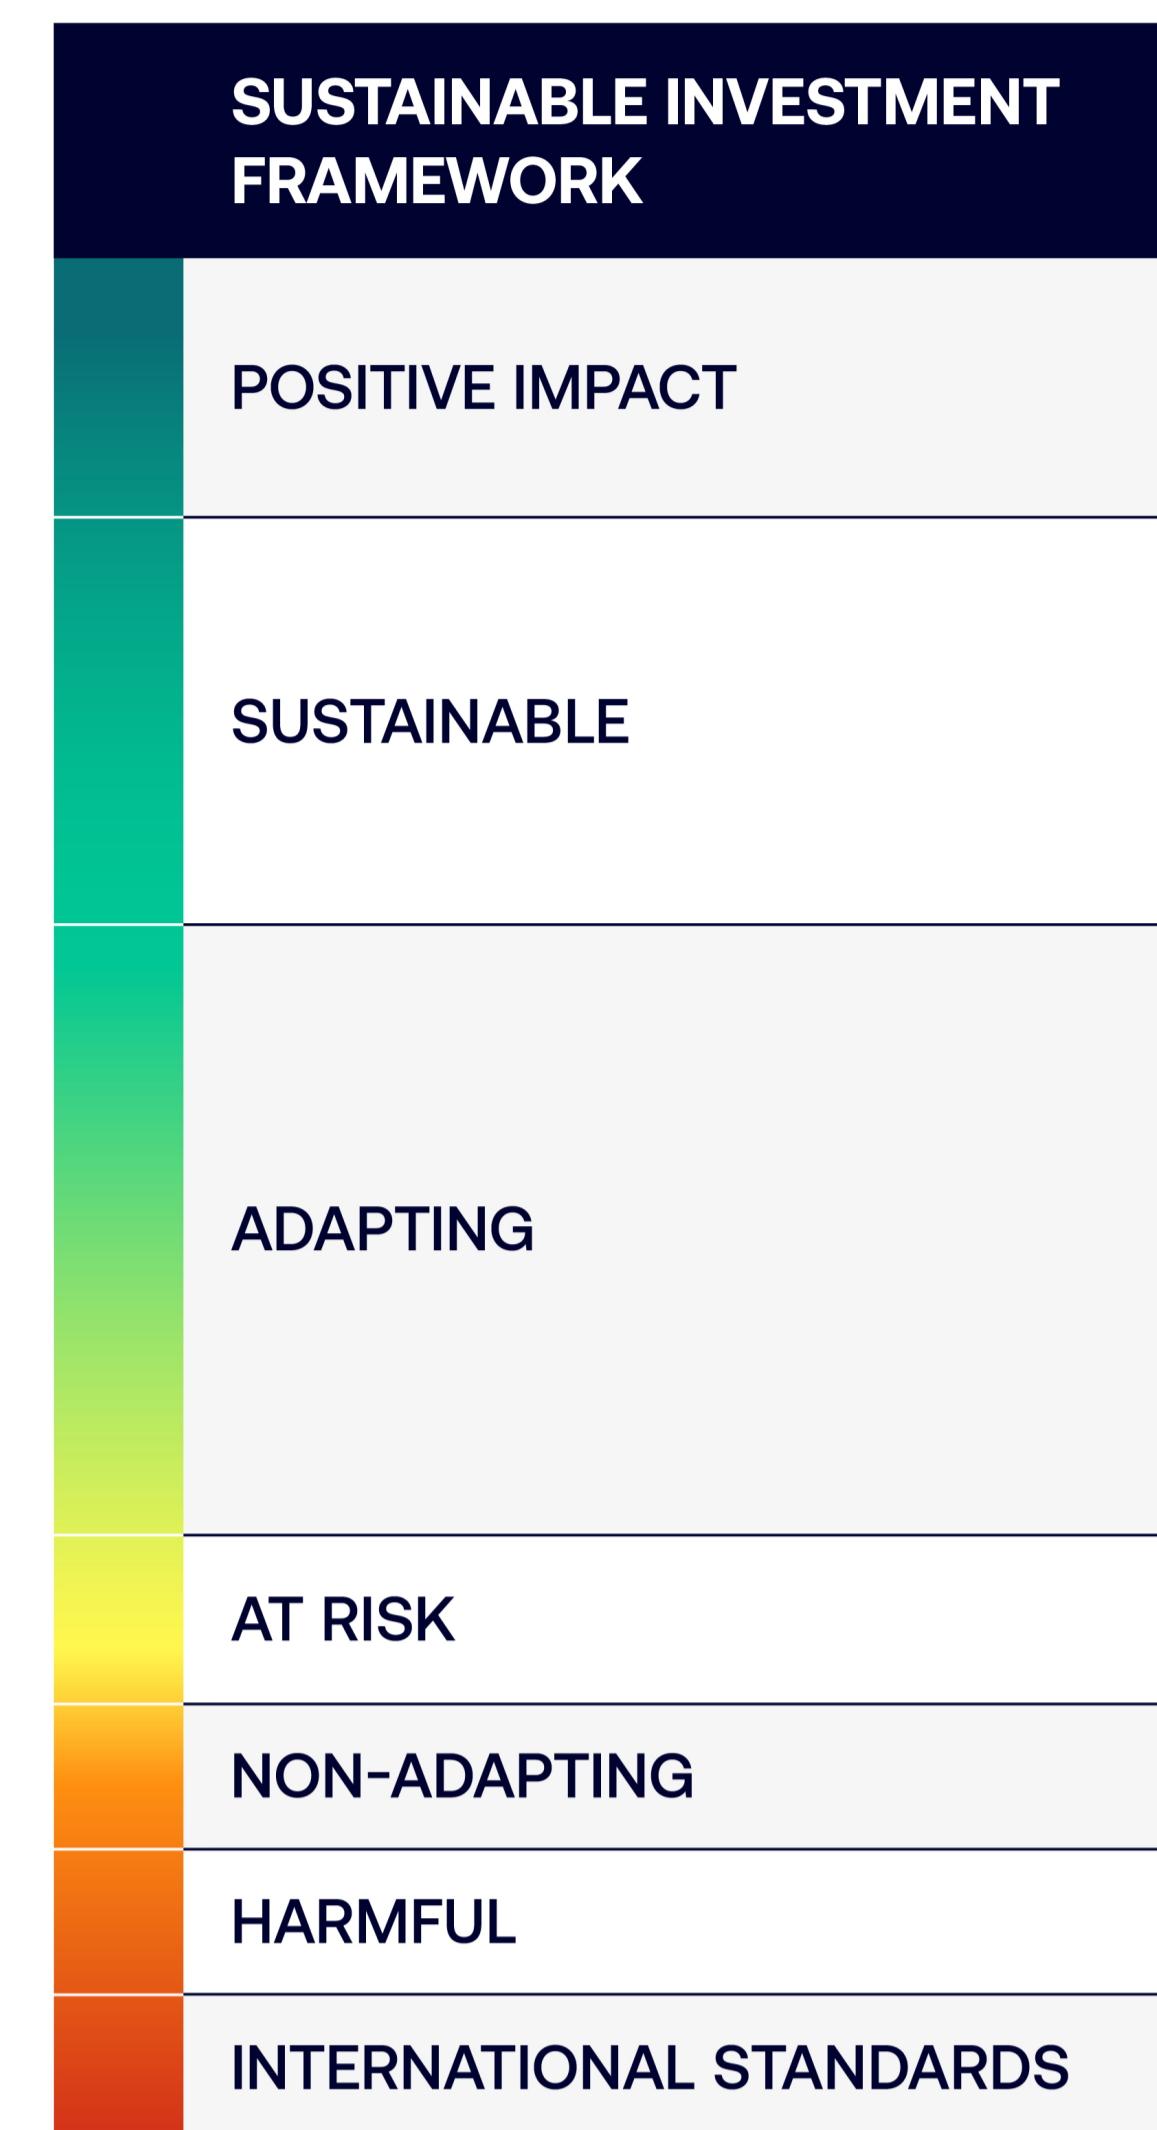 SUSTAINABLE INVESTMENT
FRAMEWORK
POSITIVE IMPACT
SUSTAINABLE
ADAPTING
AT RISK
NON-ADAPTING
HARMFUL
INTERNATIONAL STANDARDS